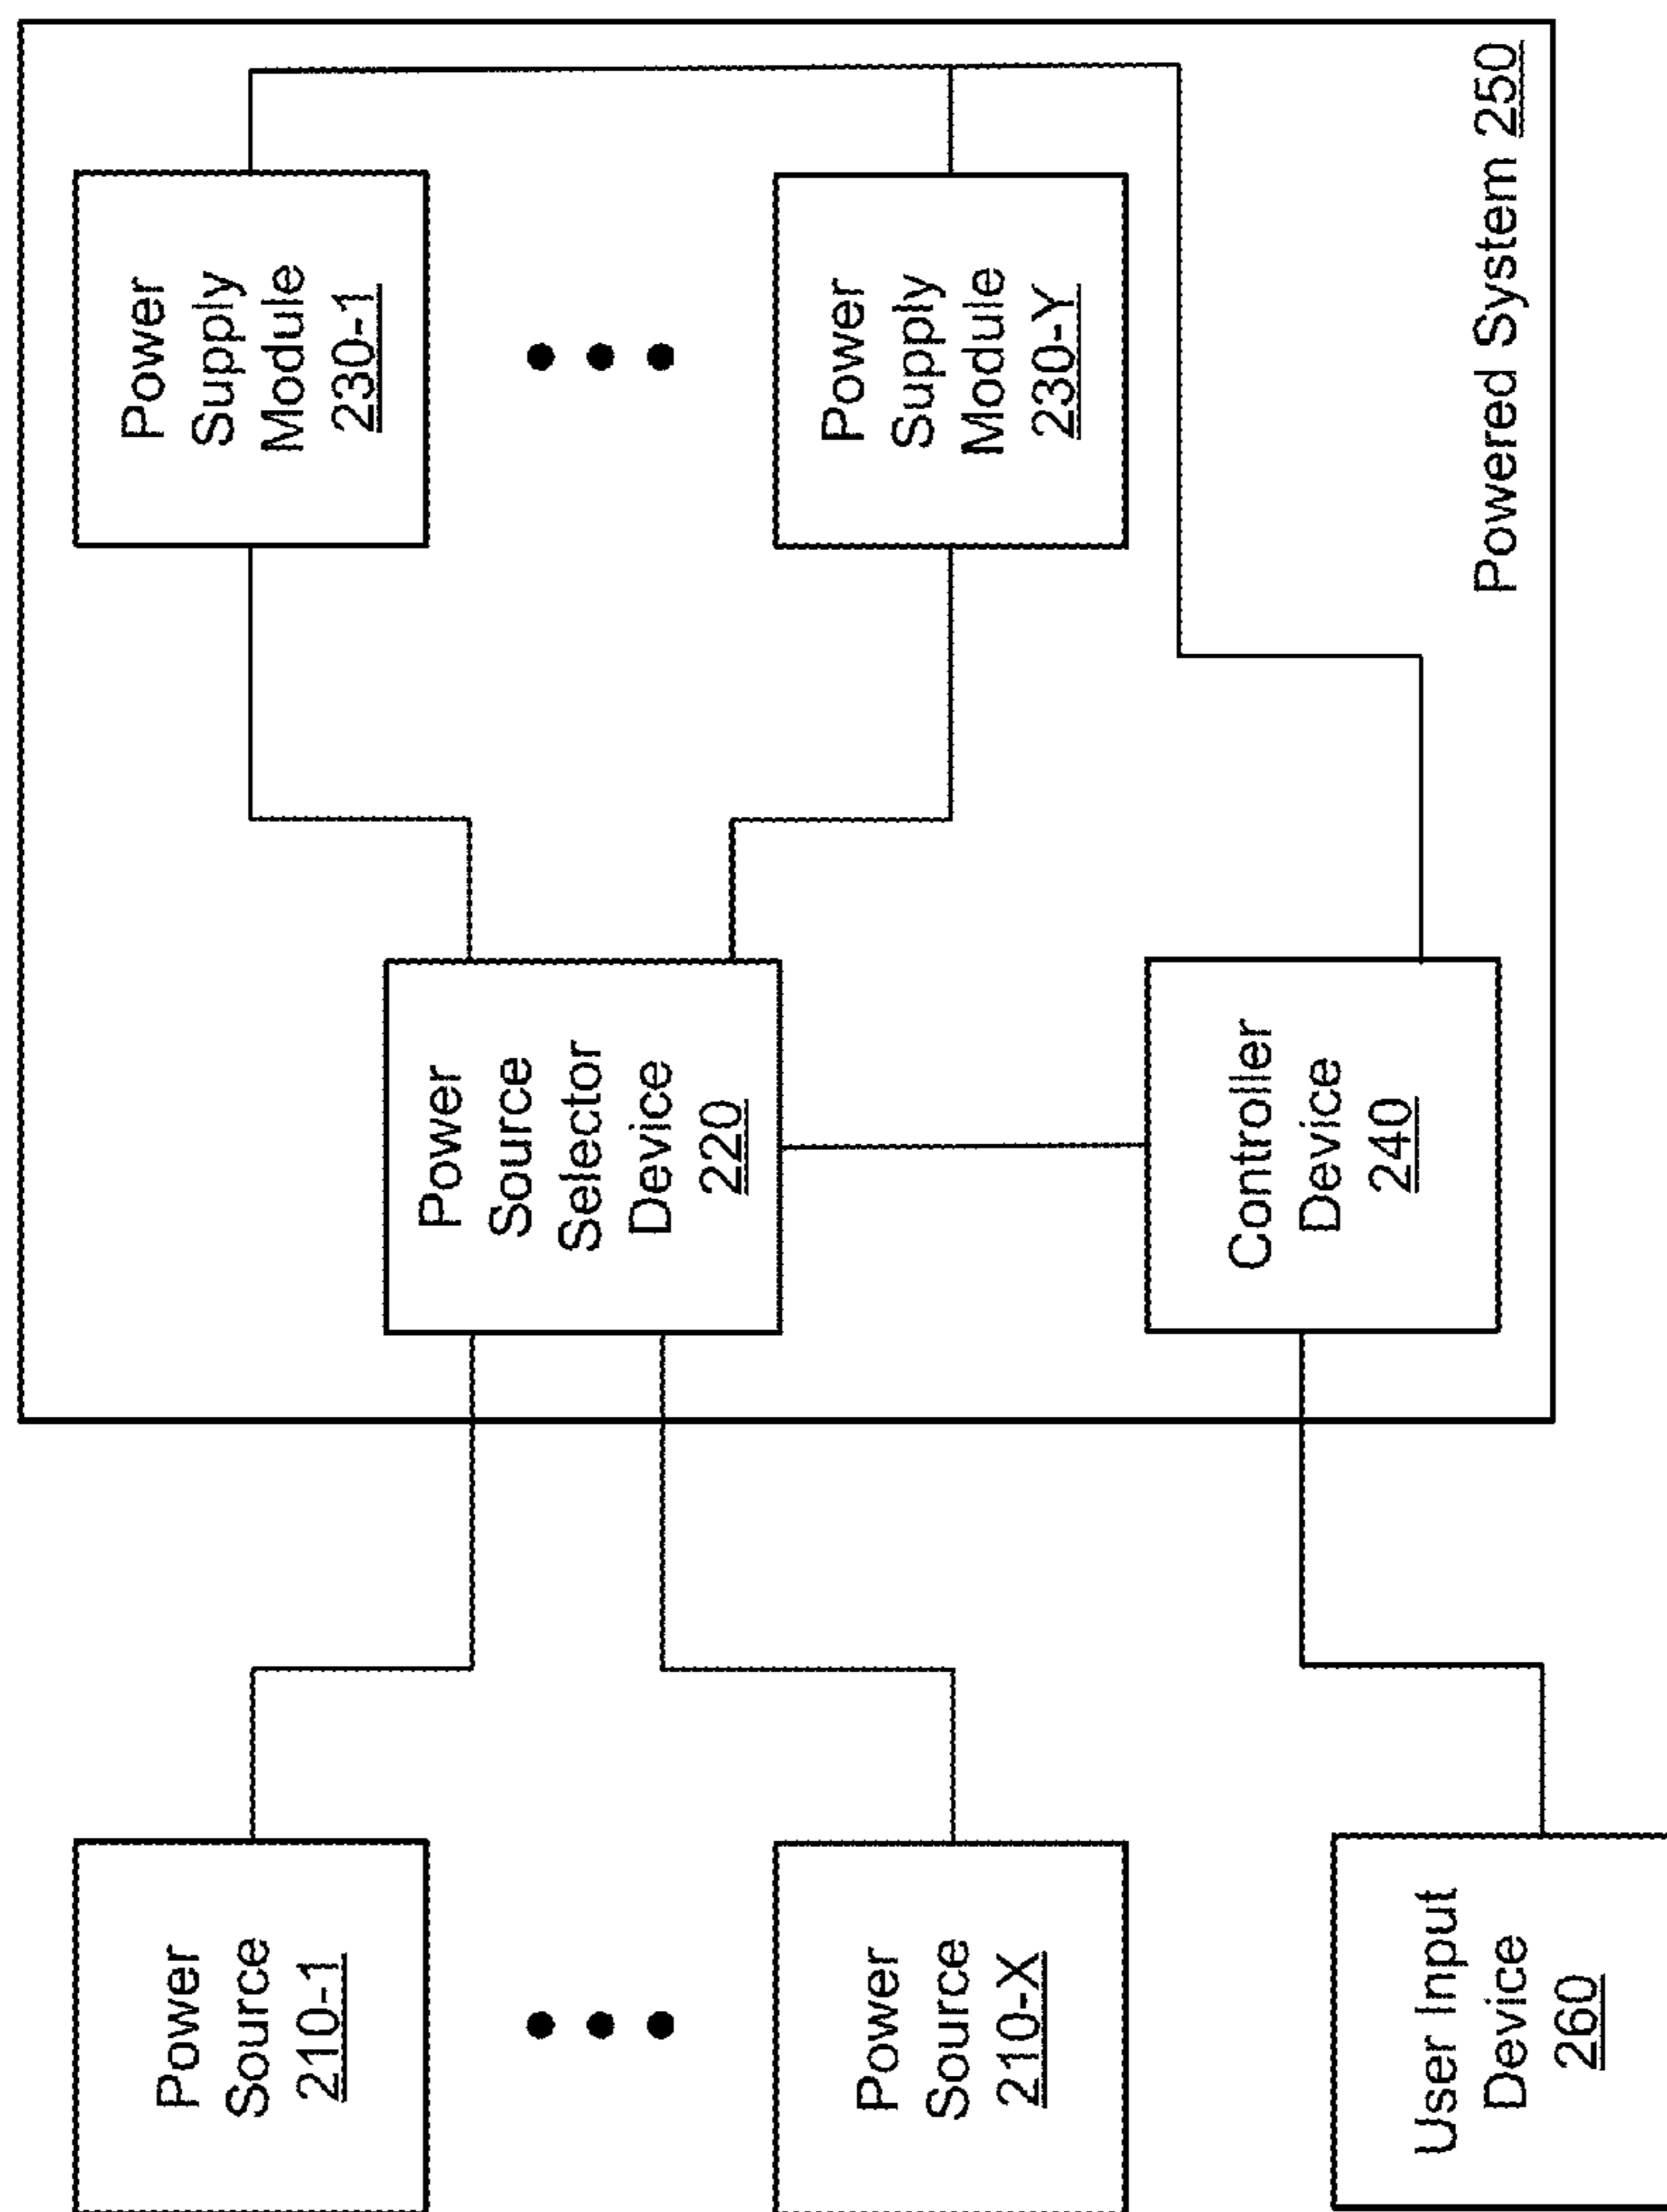 Power
Source
210-1
Power
Source
210-X
User Input
Device
260
Power
Source
Selector
Device
220
Controller
Device
240
Power
Supply
Module
230-1
Power
Supply
Module
230-Y
Powered System 250